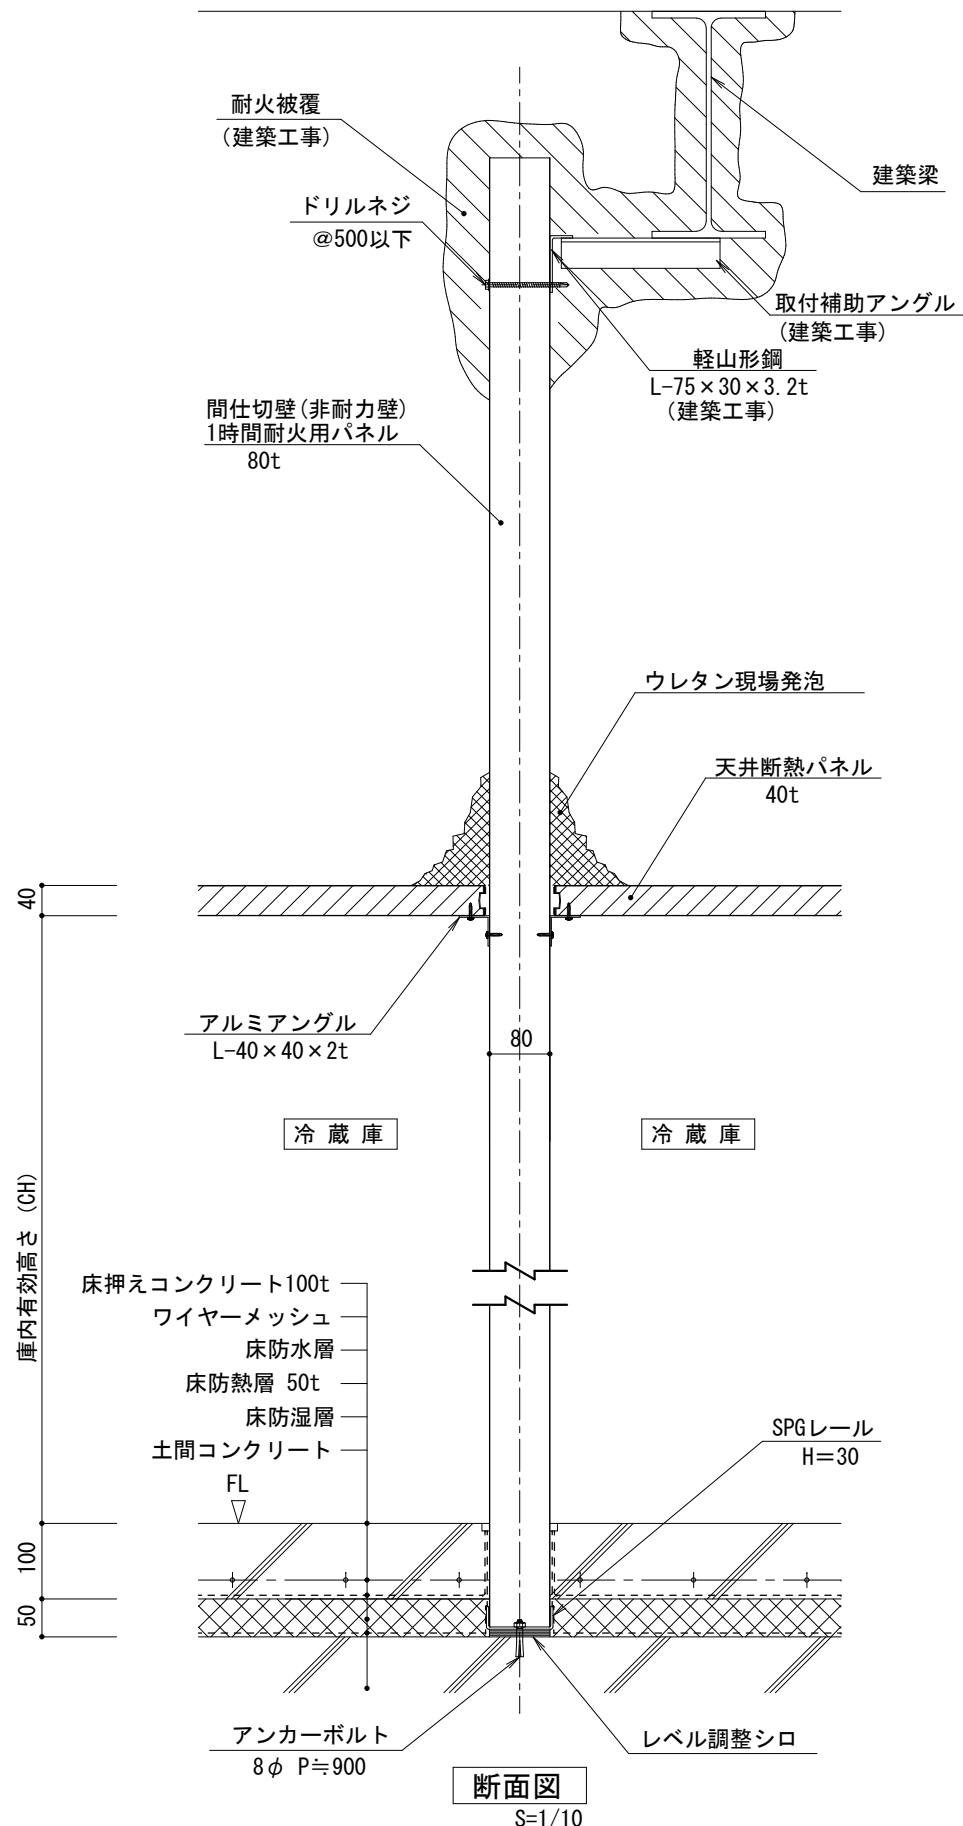 耐火被覆
(建築工事)
建築梁
ドリルネジ
@500以下
取付補助アングル
(建築工事)
軽山形鋼
L-75×30×3.2t
(建築工事)
間仕切壁(非耐力壁)
1時間耐火用パネル
80t
ウレタン現場発泡
天井断熱パネル
40t
40
アルミアングル
L-40×40×2t
80
冷蔵庫
冷蔵庫
庫内有効高さ (CH)
床押えコンクリート100t
ワイヤーメッシュ
床防水層
床防熱層 50t
床防湿層
土間コンクリート
FL
SPGレール
H=30
100
50
アンカーボルト
8φ P≒900
レベル調整シロ
断面図
S=1/10